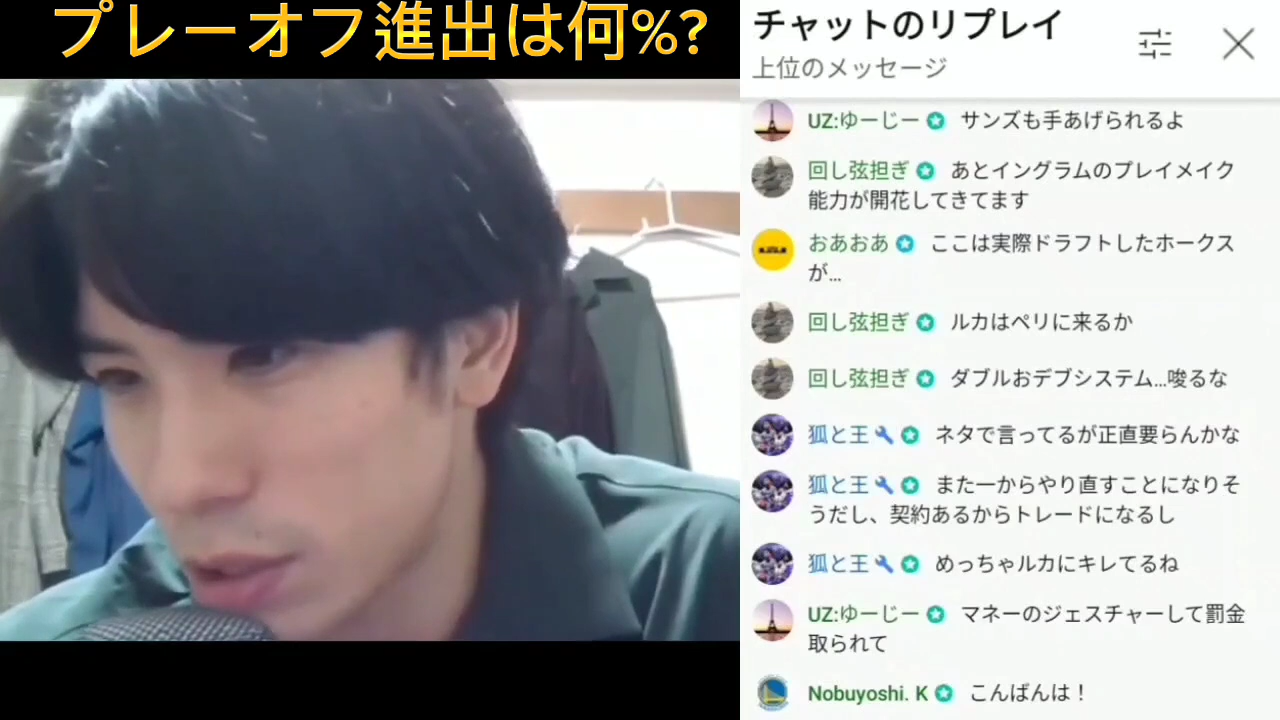 プレーオフ進出は何%?
チャットのリプレイ
上位のメッセージ
UZ:ゆーじー サンズも手あげられるよ
回し弦担ぎ あとイングラムのプレイメイク
能力が開花してきてます
おあおあ ここは実際ドラフトしたホークス
が...
回し弦担ぎ ルカはペリに来るか
回し弦担ぎ ダブルおデブシステム...唆るな
狐と王 ネタで言ってるが正直要らんかな
狐と王 また一からやり直すことになりそ
うだし、契約あるからトレードになるし
狐と王 めっちゃルカにキレてるね
UZ:ゆーじー マネーのジェスチャーして罰金
取られて
Nobuyoshi. K こんばんは！